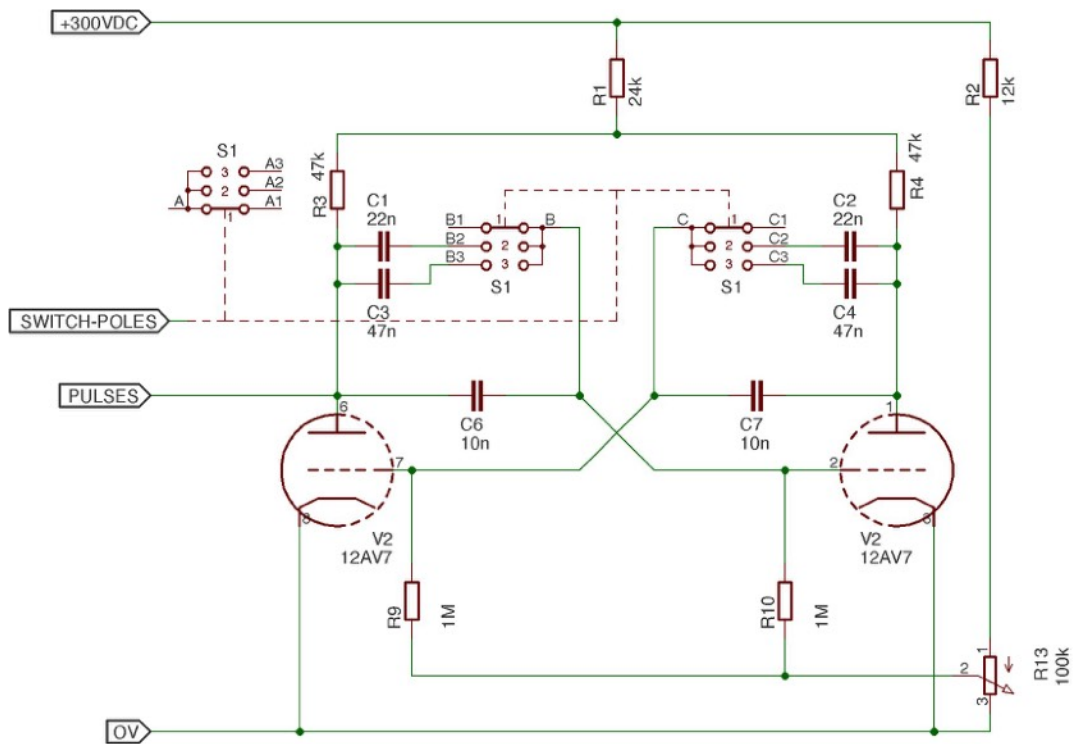 +300VDC
R1
24k
R2
12k
S1
A
3
2
1
A3
A2
A1
47k
R3
C1
22n
B1
B2
B3
1
2
3
B
S1
C3
47n
C
1
2
3
C1
C2
C3
S1
C2
22n
47k
R4
C4
47n
SWITCH-POLES
PULSES
6
C6
10n
C7
10n
1
7
2
8
V2
12AV7
V2
12AV7
R9
1M
R10
1M
2
1
3
R13
100k
0V